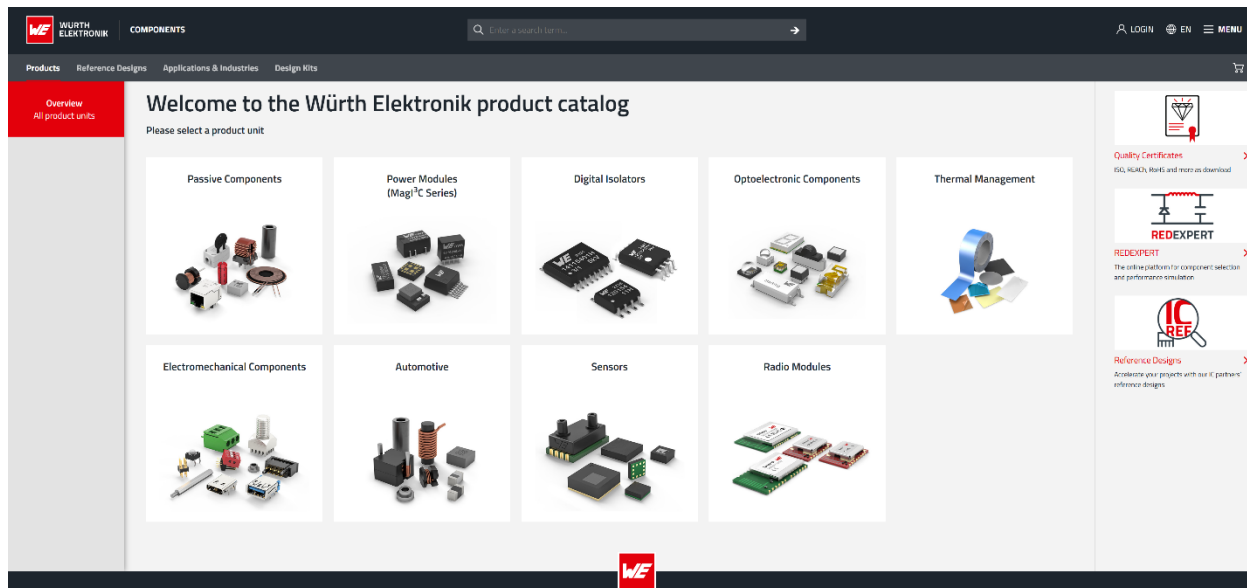 WE WÜRTH
ELEKTRONIK
COMPONENTS
Enter a search term...
LOGIN
EN
MENU
Products
Reference Designs
Applications & Industries
Design Kits
Overview
All product units
Welcome to the Würth Elektronik product catalog
Please select a product unit
Passive Components
Power Modules
(MagI³C Series)
Digital Isolators
WE
Optoelectronic Components
Thermal Management
Electromechanical Components
Automotive
Sensors
Radio Modules
Quality Certificates
ISO, REACh, RoHS and more as download
REDEXPERT
REDEXPERT
The online platform for component selection
and performance simulation
IC
REF
Reference Designs
Accelerate your projects with our IC partners'
reference designs
WE